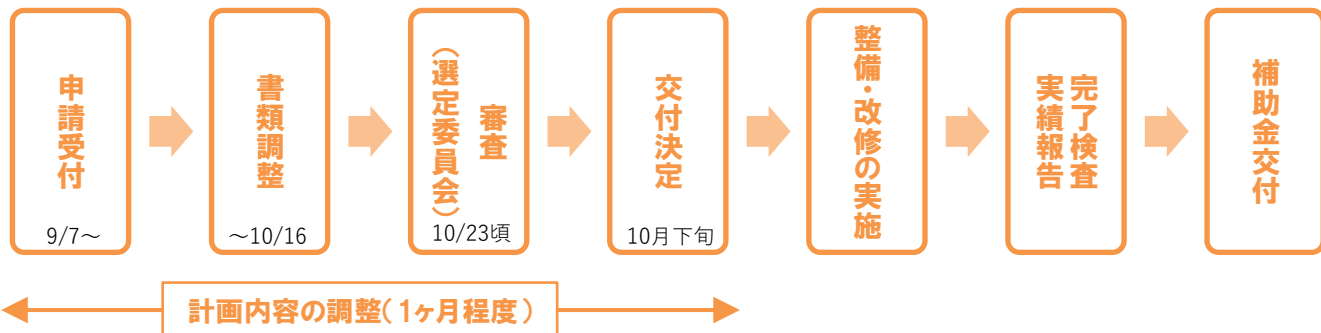 申請受付
9/7～
書類調整
～10/16
審査
(選定委員会)
10/23頃
交付決定
10月下旬
整備・改修の実施
完了検査
実績報告
補助金交付
計画内容の調整(1ヶ月程度)